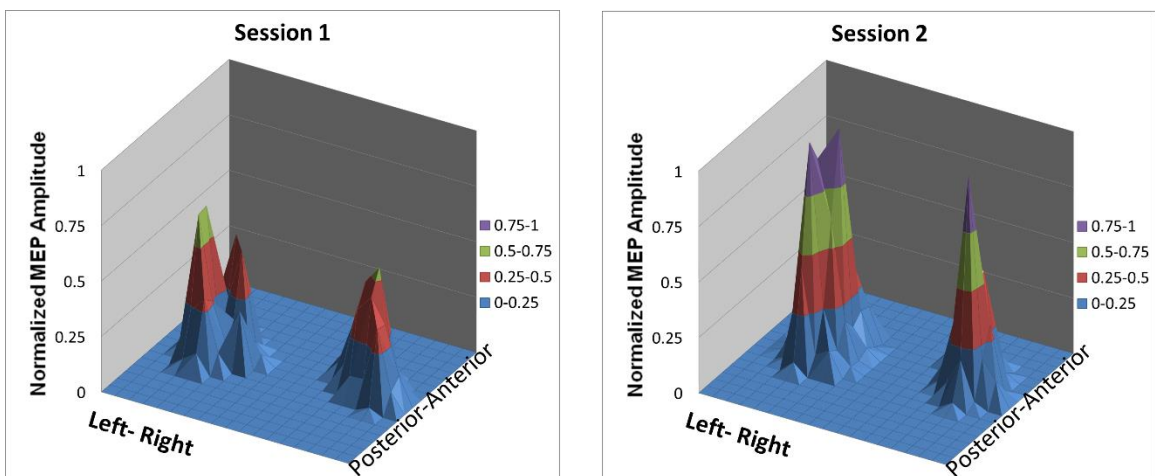 Session 1
Normalized MEP Amplitude
1
0.75
0.5
0.25
0
0.75-1
0.5-0.75
0.25-0.5
0-0.25
Left- Right
Posterior-Anterior
Session 2
Normalized MEP Amplitude
1
0.75
0.5
0.25
0
0.75-1
0.5-0.75
0.25-0.5
0-0.25
Left- Right
Posterior-Anterior